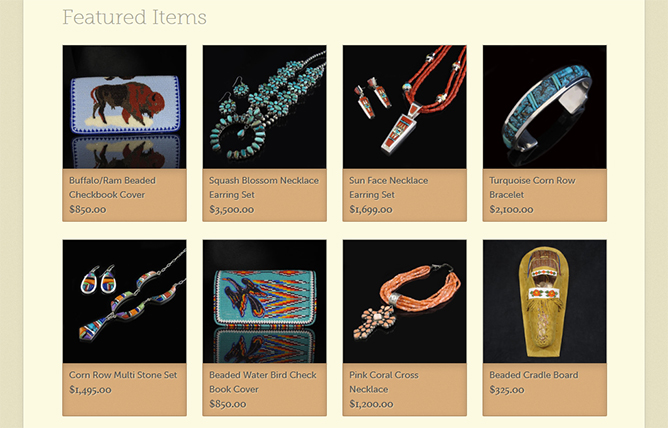 Featured Items
Buffalo/Ram Beaded
Checkbook Cover
$850.00
Squash Blossom Necklace
Earring Set
$3,500.00
Sun Face Necklace
Earring Set
$1,699.00
Turquoise Corn Row
Bracelet
$2,100.00
Corn Row Multi Stone Set
$1,495.00
Beaded Water Bird Check
Book Cover
$850.00
Pink Coral Cross
Necklace
$1,200.00
Beaded Cradle Board
$325.00